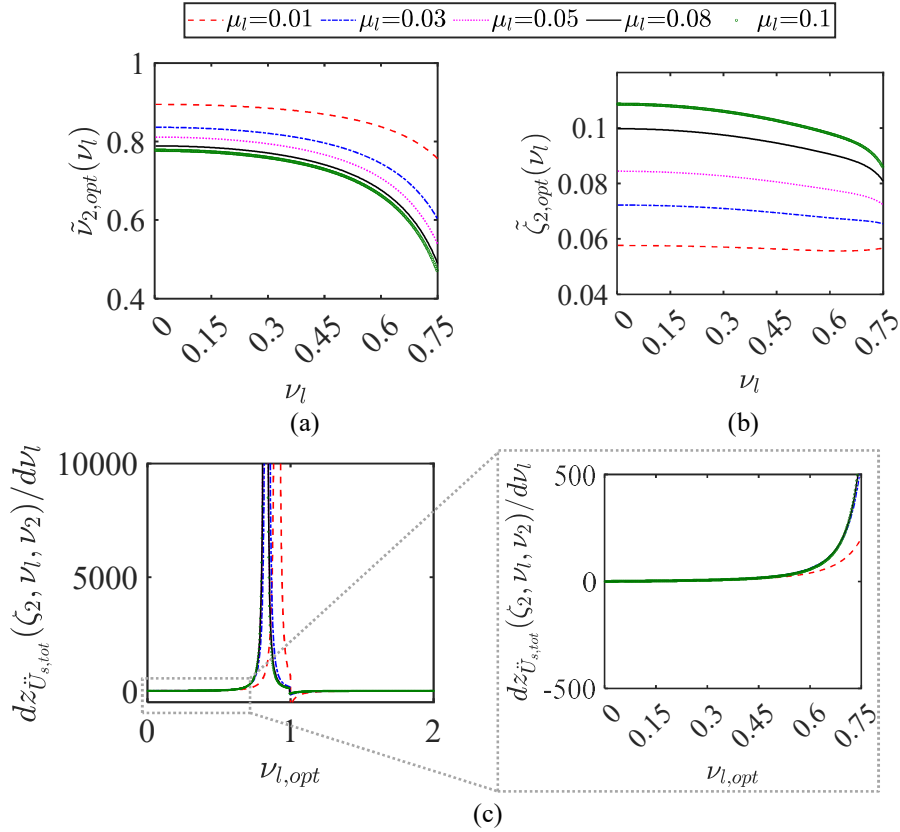 μ_l=0.01 μ_l=0.03 μ_l=0.05 μ_l=0.08 μ_l=0.1
1
0.8
0.6
0.4
ν̃_{2,opt}(ν_l)
0 0.15 0.3 0.45 0.6 0.75
ν_l
(a)
0.1
0.08
0.06
0.04
ζ̃_{2,opt}(ν_l)
0 0.15 0.3 0.45 0.6 0.75
ν_l
(b)
10000
5000
0
dz_{Ü_{s,tot}}(ζ_2, ν_l, ν_2)/dν_l
0 1 2
ν_{l,opt}
500
0
-500
dz_{Ü_{s,tot}}(ζ_2, ν_l, ν_2)/dν_l
0 0.15 0.3 0.45 0.6 0.75
ν_{l,opt}
(c)